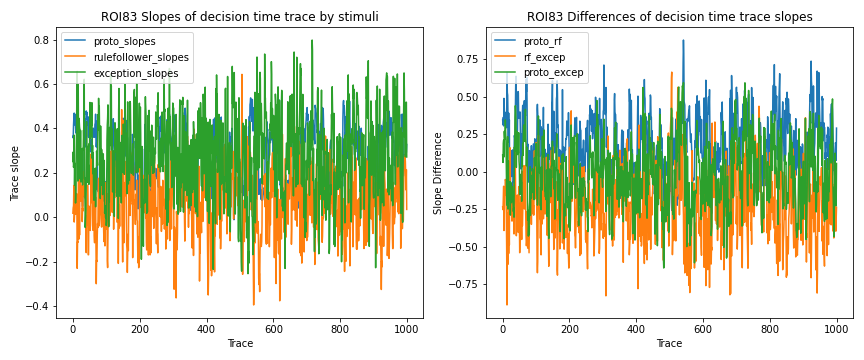 ROI83 Slopes of decision time trace by stimuli
proto_slopes
rulefollower_slopes
exception_slopes
Trace slope
0.8
0.6
0.4
0.2
0.0
−0.2
−0.4
0
200
400
600
800
1000
Trace
ROI83 Differences of decision time trace slopes
proto_rf
rf_excep
proto_excep
Slope Difference
0.75
0.50
0.25
0.00
−0.25
−0.50
−0.75
0
200
400
600
800
1000
Trace